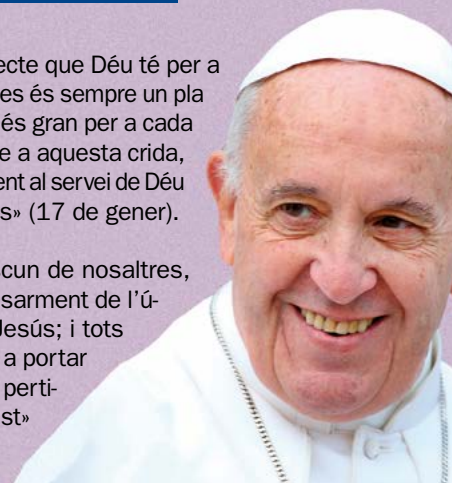 ecte que Déu té per a
es és sempre un pla
és gran per a cada
e a aquesta crida,
ent al servei de Déu
s» (17 de gener).
scun de nosaltres,
sarment de l'ú-
Jesús; i tots
a portar
perti-
st»